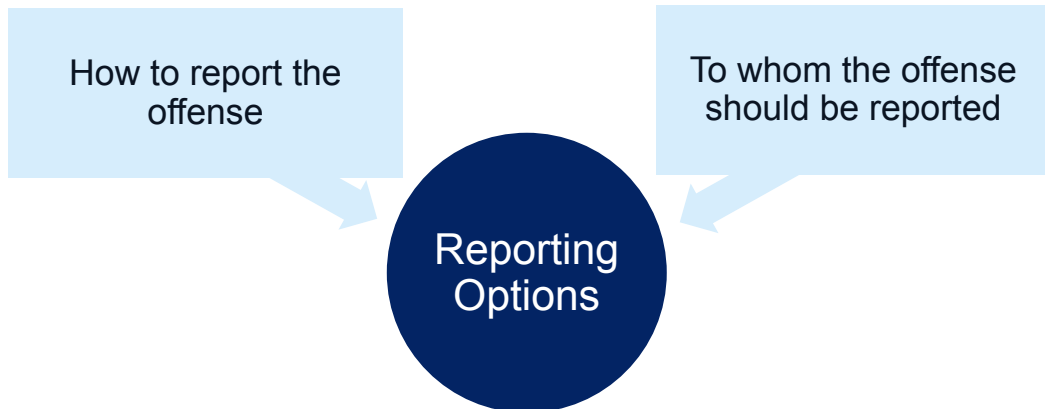 How to report the
offense
To whom the offense
should be reported
Reporting
Options